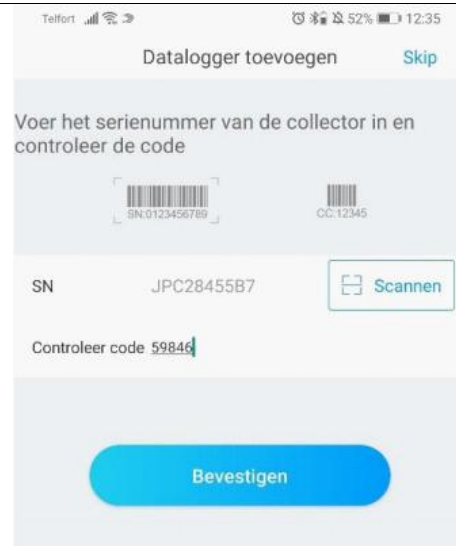 Telfort 52% 12:35
Datalogger toevoegen Skip
Voer het serienummer van de collector in en
controleer de code
SN:0123456789 CC:12345
SN JPC28455B7 Scannen
Controleer code 59846
Bevestigen